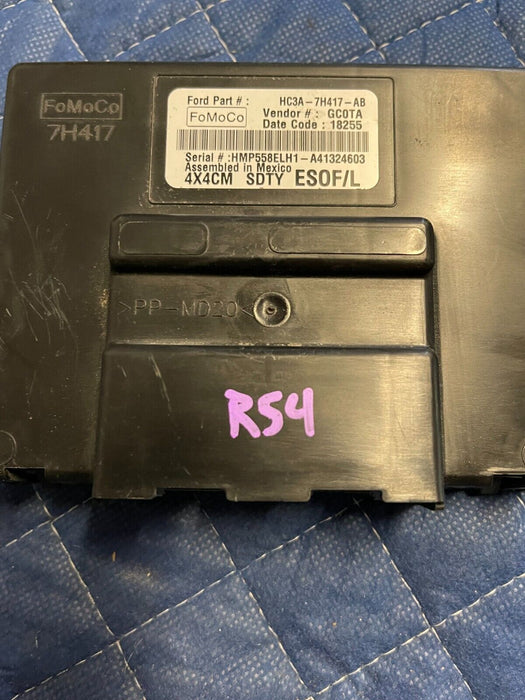 FoMoCo
7H417
Ford Part # : HC3A-7H417-AB
FoMoCo
Vendor # : GC0TA
Date Code : 18255
Serial # :HMP558ELH1-A41324603
Assembled in Mexico
4X4CM SDTY ESOF/L
>PP-MD20<
R54